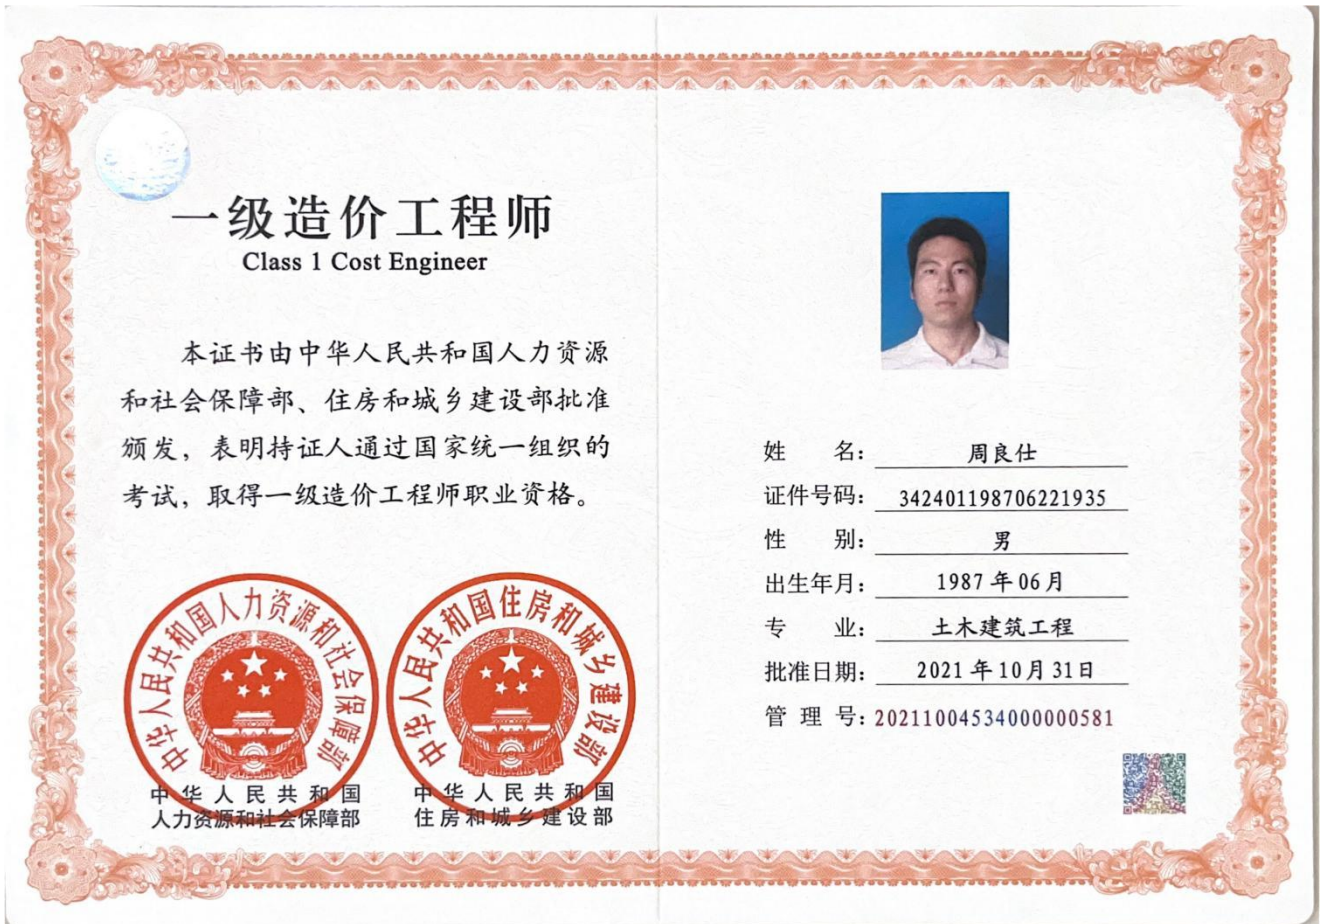 一级造价工程师
Class 1 Cost Engineer
本证书由中华人民共和国人力资源
和社会保障部、住房和城乡建设部批准
颁发，表明持证人通过国家统一组织的
考试，取得一级造价工程师职业资格。
中华人民共和国人力资源和社会保障部
中华人民共和国
人力资源和社会保障部
中华人民共和国住房和城乡建设部
中华人民共和国
住房和城乡建设部
姓 名：周良仕
证件号码：342401198706221935
性 别：男
出生年月：1987年06月
专 业：土木建筑工程
批准日期：2021年10月31日
管 理 号：20211004534000000581